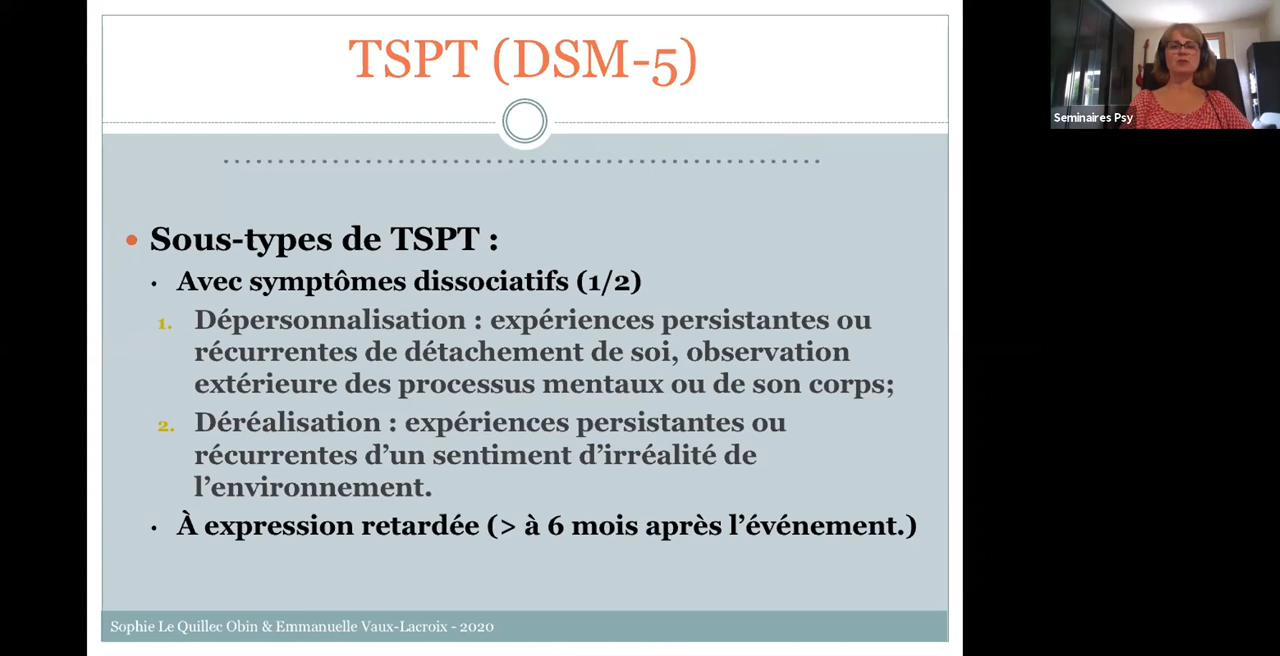 TSPT (DSM-5)
Seminaires Psy
• Sous-types de TSPT :
• Avec symptômes dissociatifs (1/2)
1. Dépersonnalisation : expériences persistantes ou
récurrentes de détachement de soi, observation
extérieure des processus mentaux ou de son corps;
2. Déréalisation : expériences persistantes ou
récurrentes d’un sentiment d’irréalité de
l’environnement.
• À expression retardée (> à 6 mois après l’événement.)
Sophie Le Quillec Obin & Emmanuelle Vaux-Lacroix - 2020